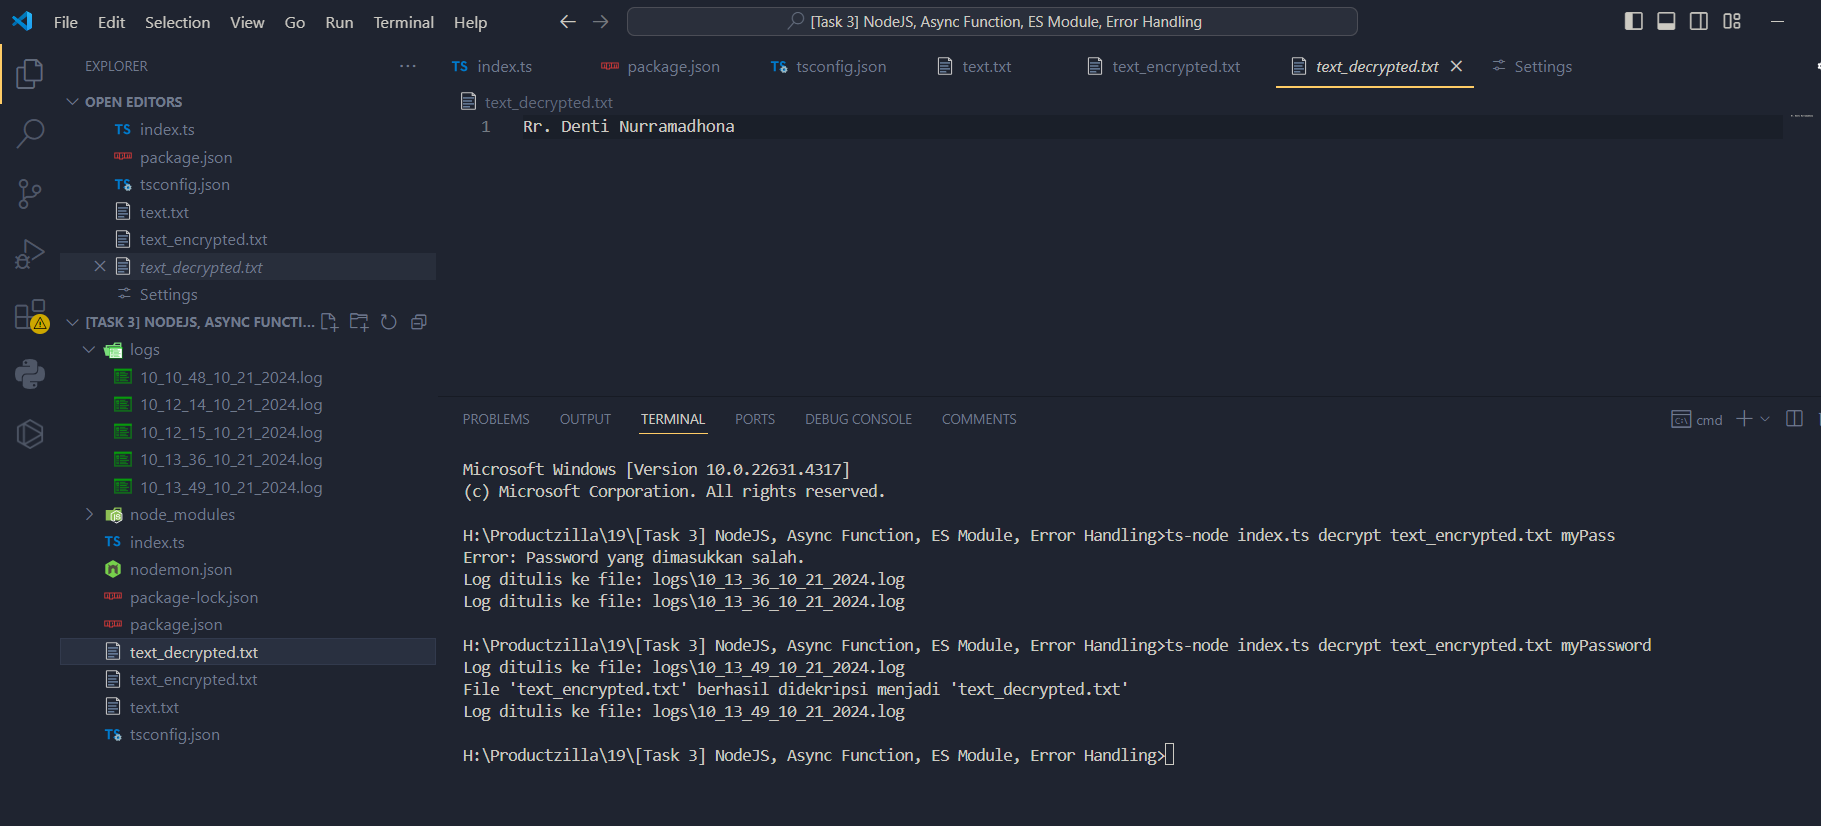 File Edit Selection View Go Run Terminal Help
[Task 3] NodeJS, Async Function, ES Module, Error Handling
EXPLORER
OPEN EDITORS
TS index.ts
package.json
TS tsconfig.json
text.txt
text_encrypted.txt
text_decrypted.txt
Settings
[TASK 3] NODEJS, ASYNC FUNCTI...
logs
10_10_48_10_21_2024.log
10_12_14_10_21_2024.log
10_12_15_10_21_2024.log
10_13_36_10_21_2024.log
10_13_49_10_21_2024.log
node_modules
TS index.ts
nodemon.json
package-lock.json
package.json
text_decrypted.txt
text_encrypted.txt
text.txt
TS tsconfig.json
TS index.ts package.json TS tsconfig.json text.txt text_encrypted.txt text_decrypted.txt Settings
text_decrypted.txt
1 Rr. Denti Nurramadhona
PROBLEMS OUTPUT TERMINAL PORTS DEBUG CONSOLE COMMENTS
cmd
Microsoft Windows [Version 10.0.22631.4317]
(c) Microsoft Corporation. All rights reserved.
H:\Productzilla\19\[Task 3] NodeJS, Async Function, ES Module, Error Handling>ts-node index.ts decrypt text_encrypted.txt myPass
Error: Password yang dimasukkan salah.
Log ditulis ke file: logs\10_13_36_10_21_2024.log
Log ditulis ke file: logs\10_13_36_10_21_2024.log
H:\Productzilla\19\[Task 3] NodeJS, Async Function, ES Module, Error Handling>ts-node index.ts decrypt text_encrypted.txt myPassword
Log ditulis ke file: logs\10_13_49_10_21_2024.log
File 'text_encrypted.txt' berhasil didekripsi menjadi 'text_decrypted.txt'
Log ditulis ke file: logs\10_13_49_10_21_2024.log
H:\Productzilla\19\[Task 3] NodeJS, Async Function, ES Module, Error Handling>